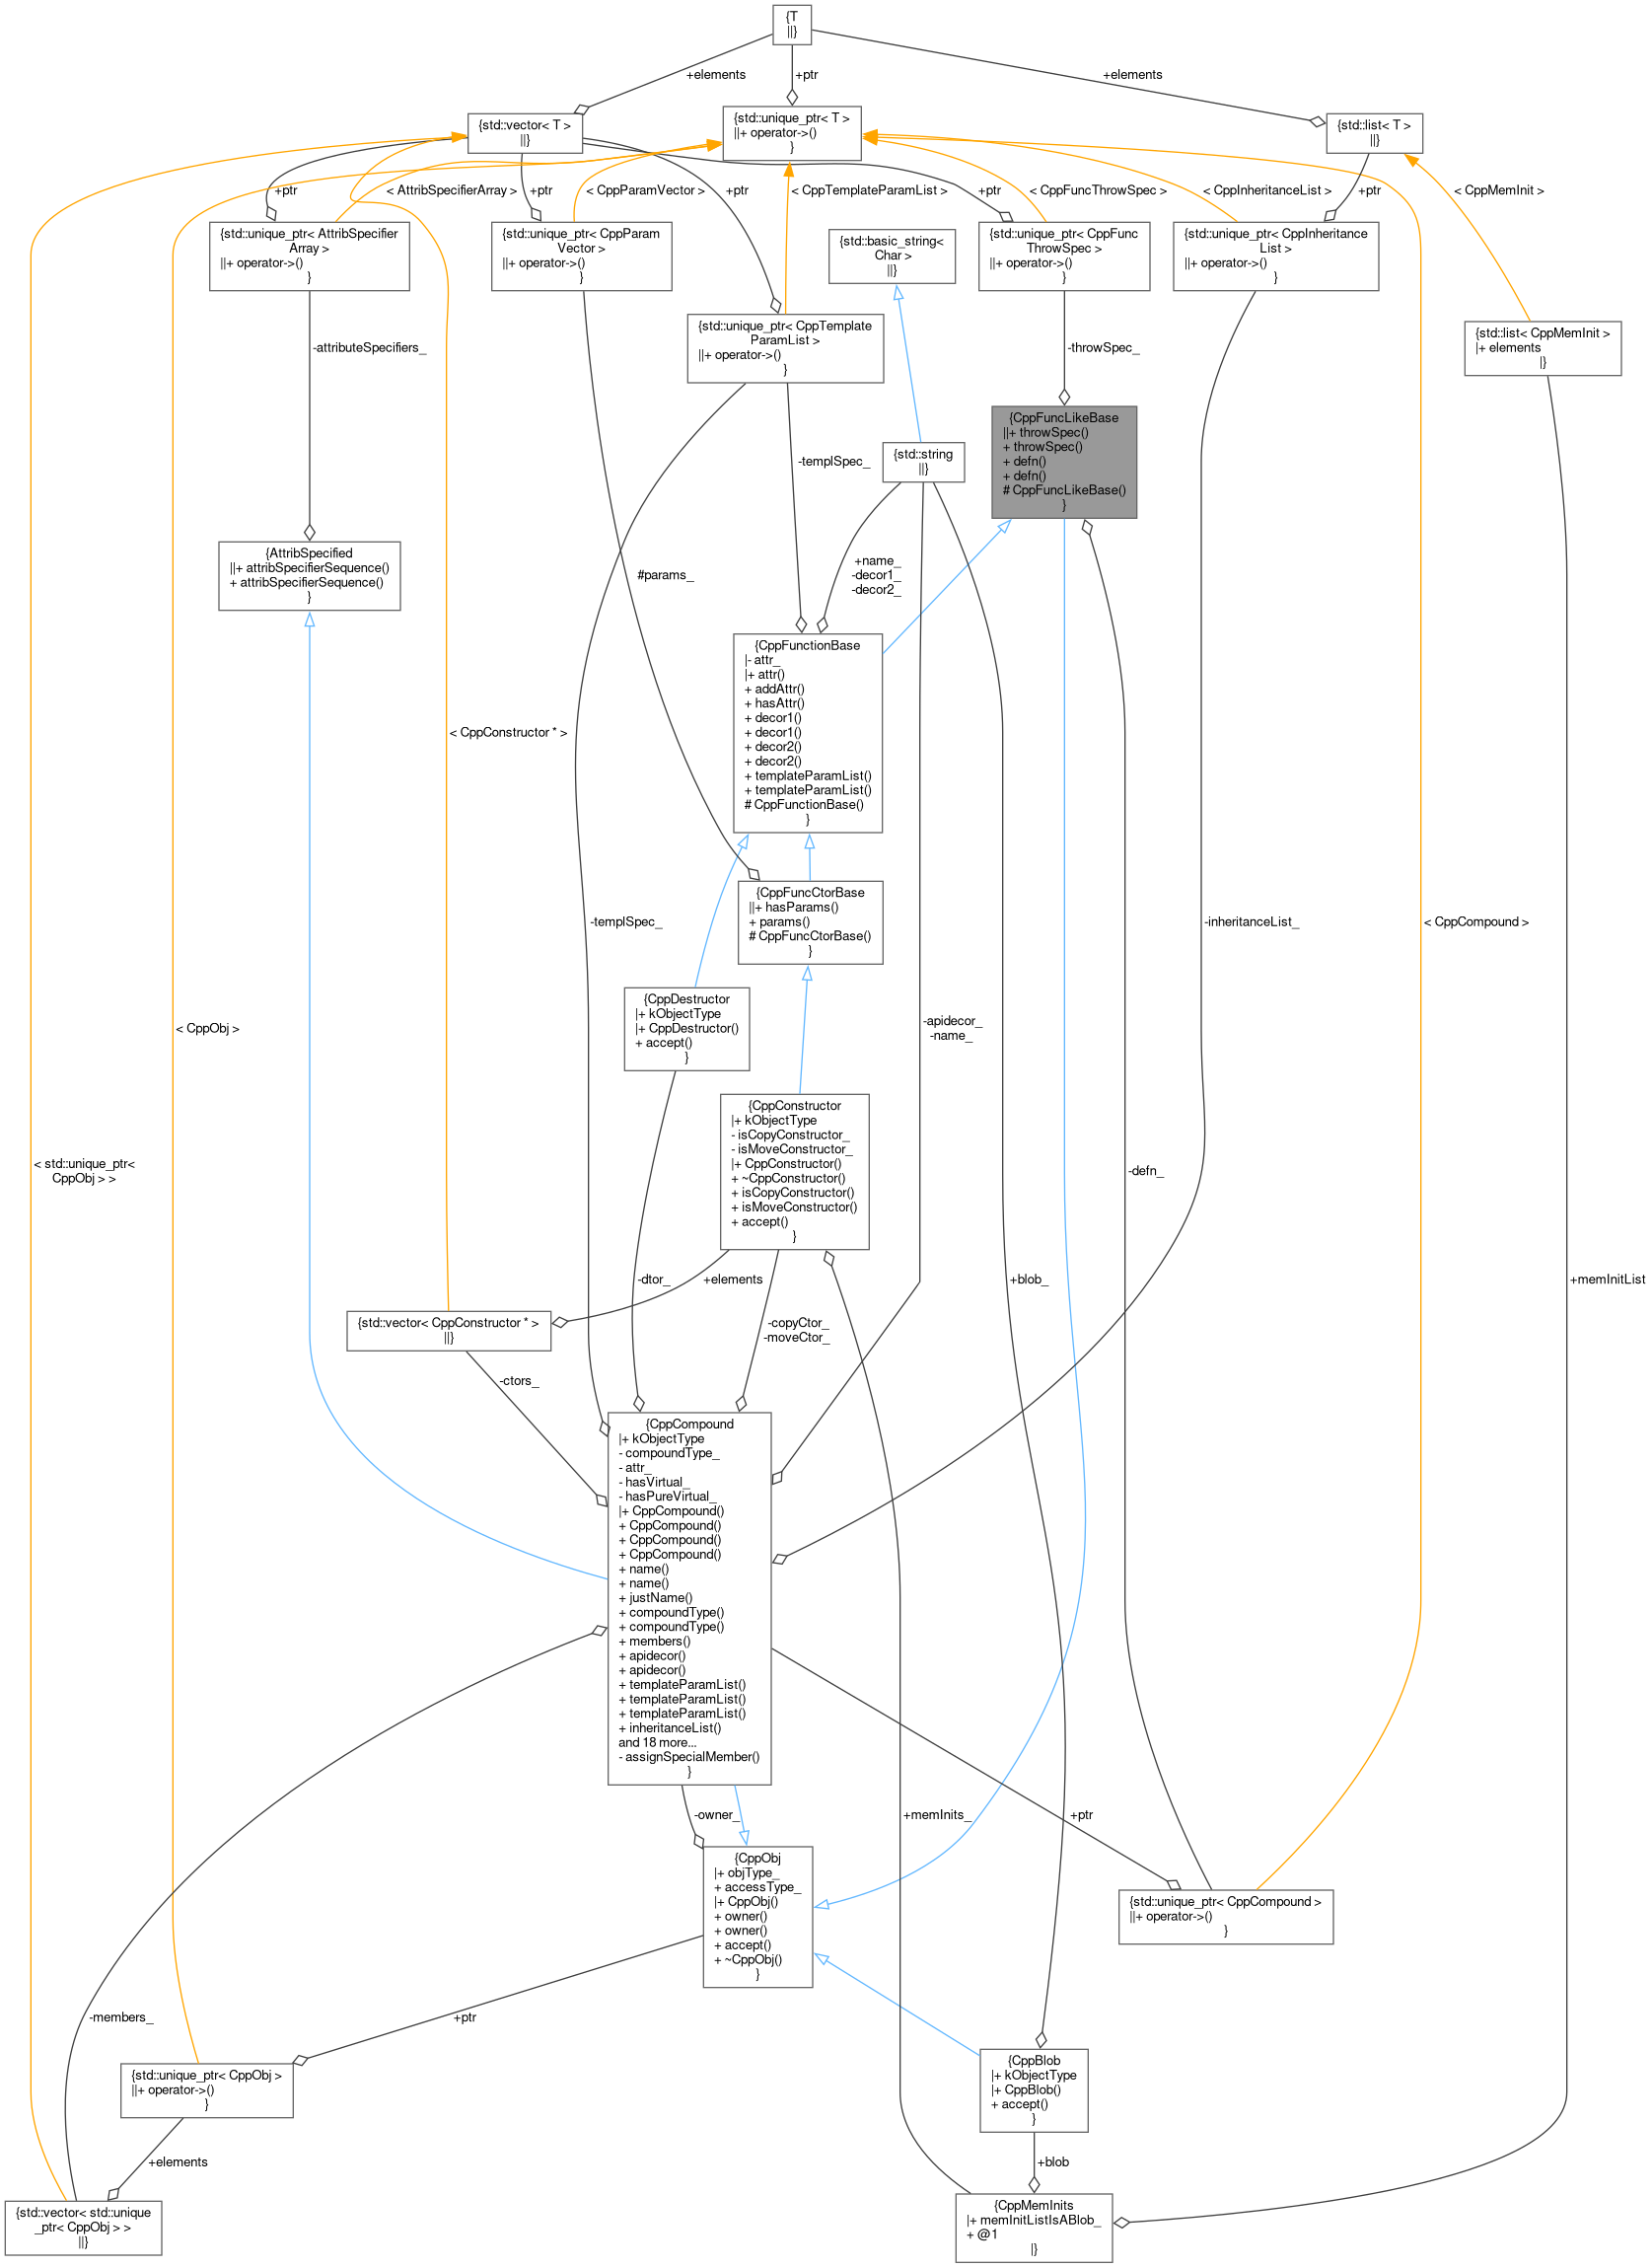 {T
||}
+elements
+ptr
+elements
{std::vector< T >
||}
{std::unique_ptr< T >
||+ operator->()
}
{std::list< T >
||}
+ptr
< AttribSpecifierArray >
+ptr
< CppParamVector >
+ptr
< CppTemplateParamList >
+ptr
< CppFuncThrowSpec >
< CppInheritanceList >
+ptr
< CppMemInit >
{std::unique_ptr< AttribSpecifier
Array >
||+ operator->()
}
{std::unique_ptr< CppParam
Vector >
||+ operator->()
}
{std::basic_string<
Char >
||}
{std::unique_ptr< CppFunc
ThrowSpec >
||+ operator->()
}
{std::unique_ptr< CppInheritance
List >
||+ operator->()
}
{std::unique_ptr< CppTemplate
ParamList >
||+ operator->()
}
{std::list< CppMemInit >
|+ elements
|}
-attributeSpecifiers_
-throwSpec_
{CppFuncLikeBase
||+ throwSpec()
+ throwSpec()
+ defn()
+ defn()
# CppFuncLikeBase()
}
{std::string
||}
-templSpec_
{AttribSpecified
||+ attribSpecifierSequence()
+ attribSpecifierSequence()
}
#params_
+name_
-decor1_
-decor2_
{CppFunctionBase
|- attr_
|+ attr()
+ addAttr()
+ hasAttr()
+ decor1()
+ decor1()
+ decor2()
+ decor2()
+ templateParamList()
+ templateParamList()
# CppFunctionBase()
}
< CppConstructor * >
{CppFuncCtorBase
||+ hasParams()
+ params()
# CppFuncCtorBase()
}
-templSpec_
-inheritanceList_
< CppCompound >
{CppDestructor
|+ kObjectType
|+ CppDestructor()
+ accept()
}
< CppObj >
-apidecor_
-name_
{CppConstructor
|+ kObjectType
- isCopyConstructor_
- isMoveConstructor_
|+ CppConstructor()
+ ~CppConstructor()
+ isCopyConstructor()
+ isMoveConstructor()
+ accept()
}
< std::unique_ptr<
CppObj > >
-defn_
-dtor_
+elements
+blob_
+memInitList
{std::vector< CppConstructor * >
||}
-copyCtor_
-moveCtor_
-ctors_
{CppCompound
|+ kObjectType
- compoundType_
- attr_
- hasVirtual_
- hasPureVirtual_
|+ CppCompound()
+ CppCompound()
+ CppCompound()
+ CppCompound()
+ name()
+ name()
+ justName()
+ compoundType()
+ compoundType()
+ members()
+ apidecor()
+ apidecor()
+ templateParamList()
+ templateParamList()
+ templateParamList()
+ inheritanceList()
and 18 more...
- assignSpecialMember()
}
-owner_
+memInits_
+ptr
{CppObj
|+ objType_
+ accessType_
|+ CppObj()
+ owner()
+ owner()
+ accept()
+ ~CppObj()
}
{std::unique_ptr< CppCompound >
||+ operator->()
}
-members_
+ptr
{std::unique_ptr< CppObj >
||+ operator->()
}
{CppBlob
|+ kObjectType
|+ CppBlob()
+ accept()
}
+elements
+blob
{std::vector< std::unique
_ptr< CppObj > >
||}
{CppMemInits
|+ memInitListIsABlob_
+ @1
|}